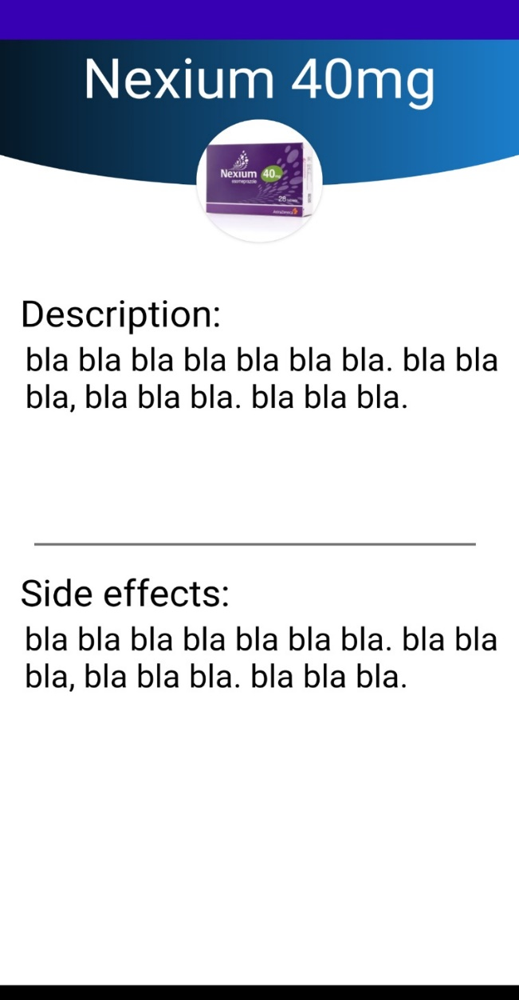 Nexium 40mg
Nexium 40mg
esomeprazole
28 Tablets
AstraZeneca
Description:
bla bla bla bla bla bla bla. bla bla
bla, bla bla bla. bla bla bla.
Side effects:
bla bla bla bla bla bla bla. bla bla
bla, bla bla bla. bla bla bla.